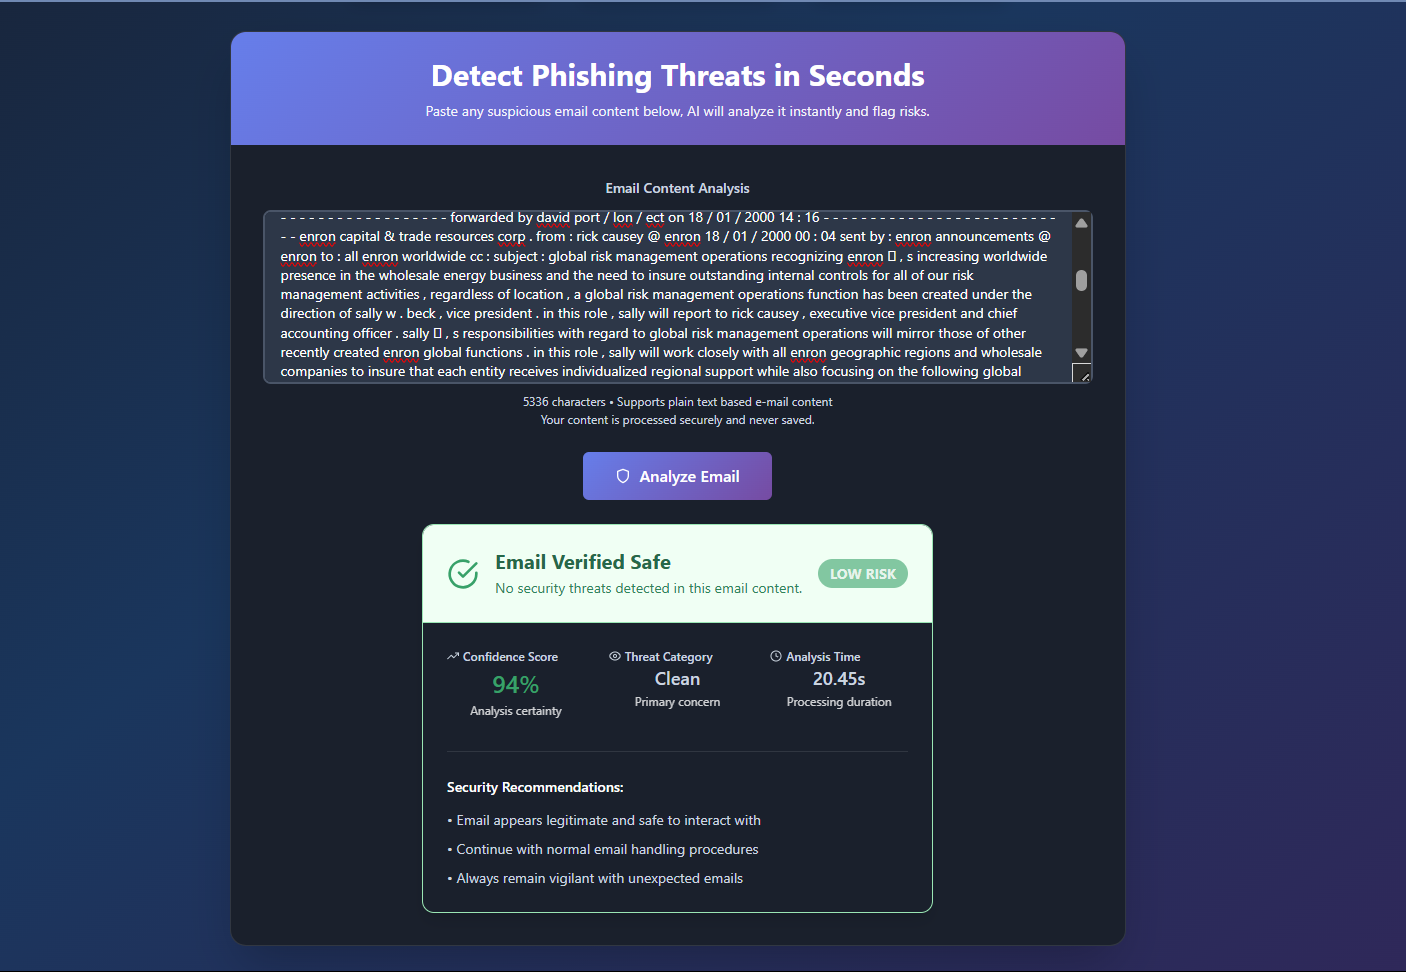 Detect Phishing Threats in Seconds
Paste any suspicious email content below, AI will analyze it instantly and flag risks.
Email Content Analysis
- - - - - - - - - - - - - - - - - - forwarded by david port / lon / ect on 18 / 01 / 2000 14 : 16 - - - - - - - - - - - - - - - - - - - - - - - - -
- - enron capital & trade resources corp . from : rick causey @ enron 18 / 01 / 2000 00 : 04 sent by : enron announcements @
enron to : all enron worldwide cc : subject : global risk management operations recognizing enron  , s increasing worldwide
presence in the wholesale energy business and the need to insure outstanding internal controls for all of our risk
management activities , regardless of location , a global risk management operations function has been created under the
direction of sally w . beck , vice president . in this role , sally will report to rick causey , executive vice president and chief
accounting officer . sally  , s responsibilities with regard to global risk management operations will mirror those of other
recently created enron global functions . in this role , sally will work closely with all enron geographic regions and wholesale
companies to insure that each entity receives individualized regional support while also focusing on the following global
5336 characters • Supports plain text based e-mail content
Your content is processed securely and never saved.
Analyze Email
Email Verified Safe
No security threats detected in this email content.
LOW RISK
Confidence Score
94%
Analysis certainty
Threat Category
Clean
Primary concern
Analysis Time
20.45s
Processing duration
Security Recommendations:
• Email appears legitimate and safe to interact with
• Continue with normal email handling procedures
• Always remain vigilant with unexpected emails